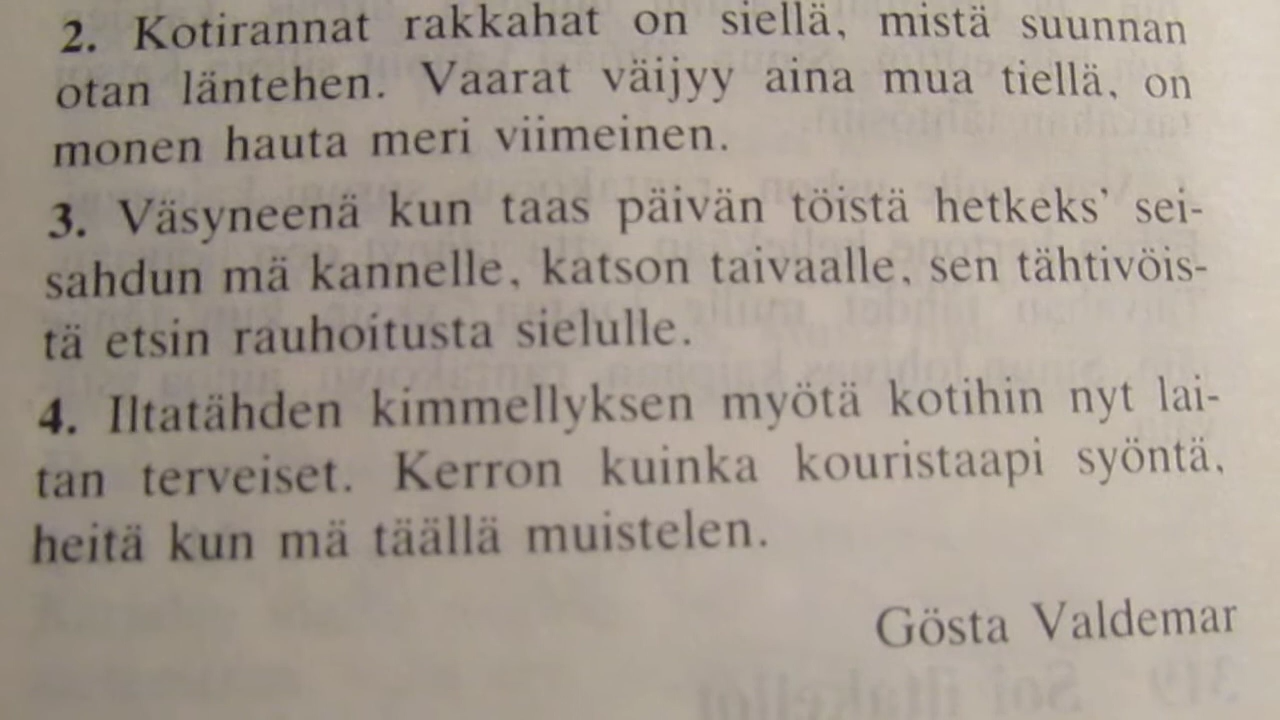 2. Kotirannat rakkahat on siellä, mistä suunnan
otan läntehen. Vaarat väijyy aina mua tiellä, on
monen hauta meri viimeinen.
3. Väsyneenä kun taas päivän töistä hetkeks’ sei-
sahdun mä kannelle, katson taivaalle, sen tähtivöis-
tä etsin rauhoitusta sielulle.
4. Iltatähden kimmellyksen myötä kotihin nyt lai-
tan terveiset. Kerron kuinka kouristaapi syöntä,
heitä kun mä täällä muistelen.
Gösta Valdemar